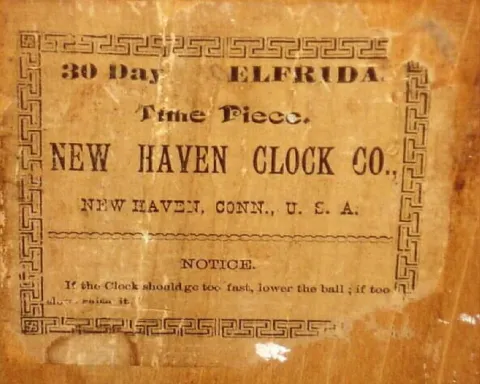 30 Day ELFRIDA.
Time Piece.
NEW HAVEN CLOCK CO.,
NEW HAVEN, CONN., U. S. A.
NOTICE.
If the Clock should go too fast, lower the ball ; if too
slow, raise it.